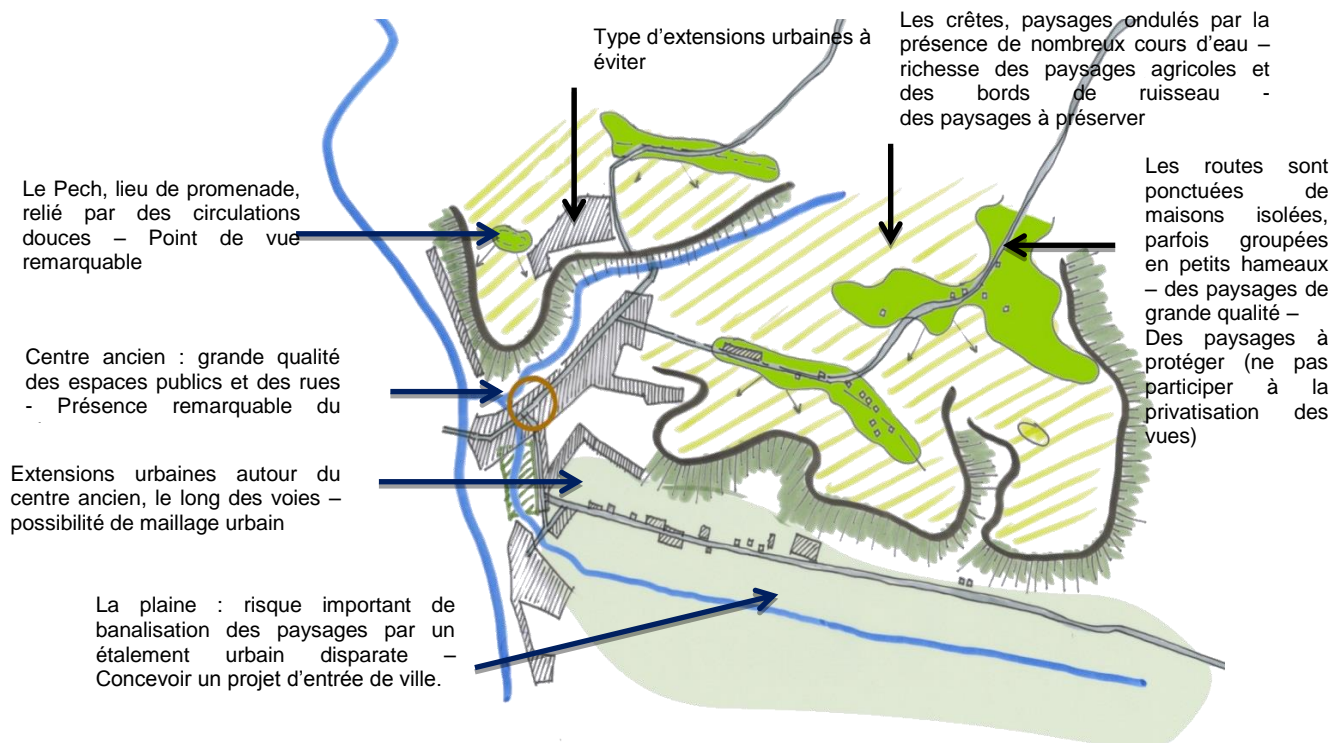 Type d'extensions urbaines à
éviter
Les crêtes, paysages ondulés par la
présence de nombreux cours d'eau –
richesse des paysages agricoles et
des bords de ruisseau -
des paysages à préserver
Le Pech, lieu de promenade,
relié par des circulations
douces – Point de vue
remarquable
Les routes sont
ponctuées de
maisons isolées,
parfois groupées
en petits hameaux
– des paysages de
grande qualité –
Des paysages à
protéger (ne pas
participer à la
privatisation des
vues)
Centre ancien : grande qualité
des espaces publics et des rues
- Présence remarquable du
Extensions urbaines autour du
centre ancien, le long des voies –
possibilité de maillage urbain
La plaine : risque important de
banalisation des paysages par un
étalement urbain disparate –
Concevoir un projet d'entrée de ville.